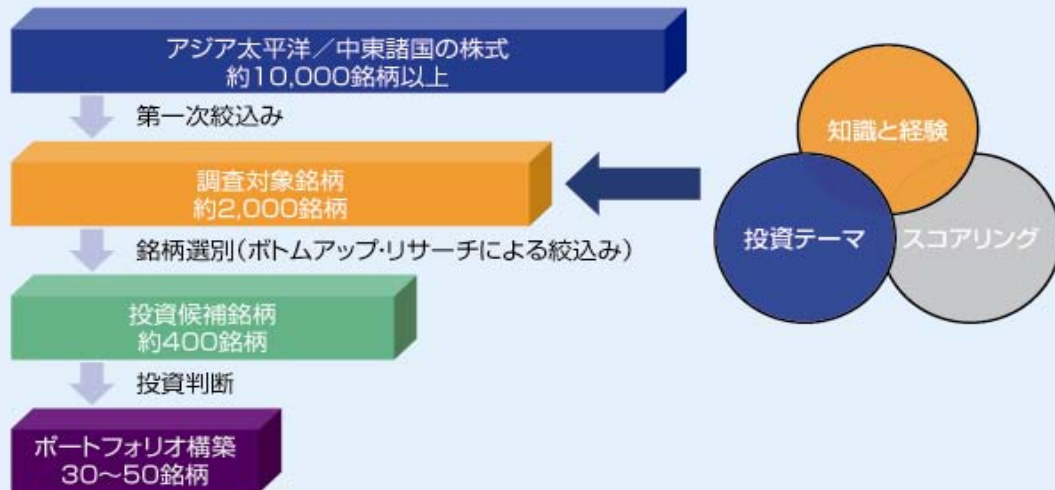 アジア太平洋／中東諸国の株式
約10,000銘柄以上
第一次絞込み
調査対象銘柄
約2,000銘柄
銘柄選別（ボトムアップ・リサーチによる絞込み）
投資候補銘柄
約400銘柄
投資判断
ポートフォリオ構築
30～50銘柄
知識と経験
投資テーマ
スコアリング